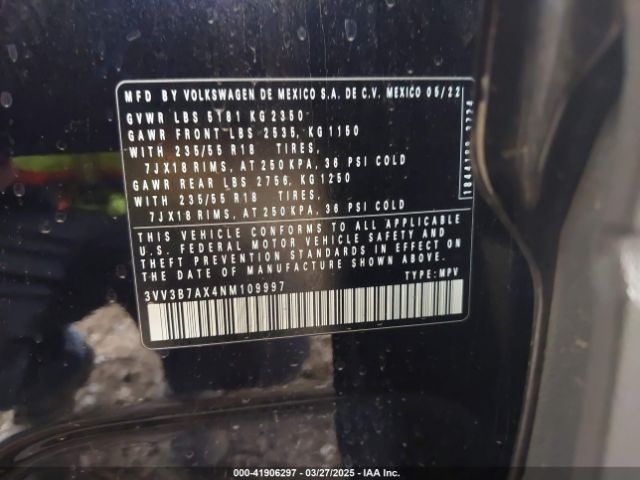 MFD BY VOLKSWAGEN DE MEXICO S.A. DE C.V. MEXICO 05/22
GVWR LBS 5181 KG 2350
GAWR FRONT LBS 2535, KG 1150
WITH 235/55 R18 TIRES,
7JX18 RIMS, AT 250 KPA, 36 PSI COLD
GAWR REAR LBS 2756, KG 1250
WITH 235/55 R18 TIRES,
7JX18 RIMS, AT 250 KPA, 36 PSI COLD
THIS VEHICLE CONFORMS TO ALL APPLICABLE
U.S. FEDERAL MOTOR VEHICLE SAFETY AND
THEFT PREVENTION STANDARDS IN EFFECT ON
THE DATE OF MANUFACTURE SHOWN ABOVE.
3VV3B7AX4NM109997 TYPE: MPV
000-41906297 - 03/27/2025 - IAA Inc.